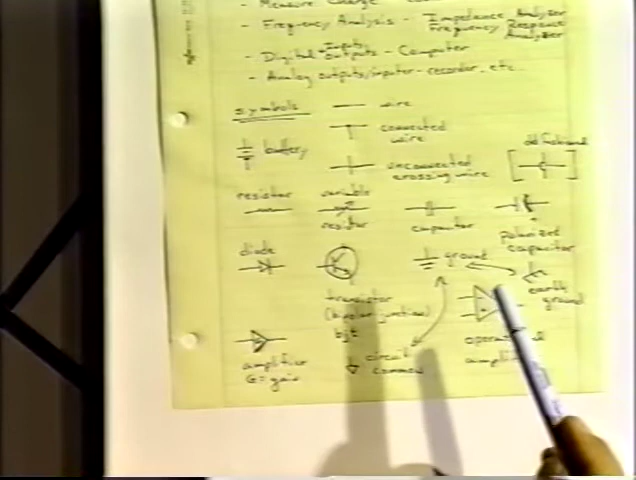 - Measure Charge
- Frequency Analysis - Impedance Analyzer
Frequency Response
Analyzer
- Digital Inputs
outputs - Computer
- Analog outputs/inputs - recorder, etc.
symbols
wire
connected
wire
battery
old fashioned
unconnected
crossing wire
resistor
variable
resistor
capacitor
polarized
capacitor
diode
ground
earth
ground
transistor
(bipolar junction)
bjt
amplifier
G = gain
circuit
common